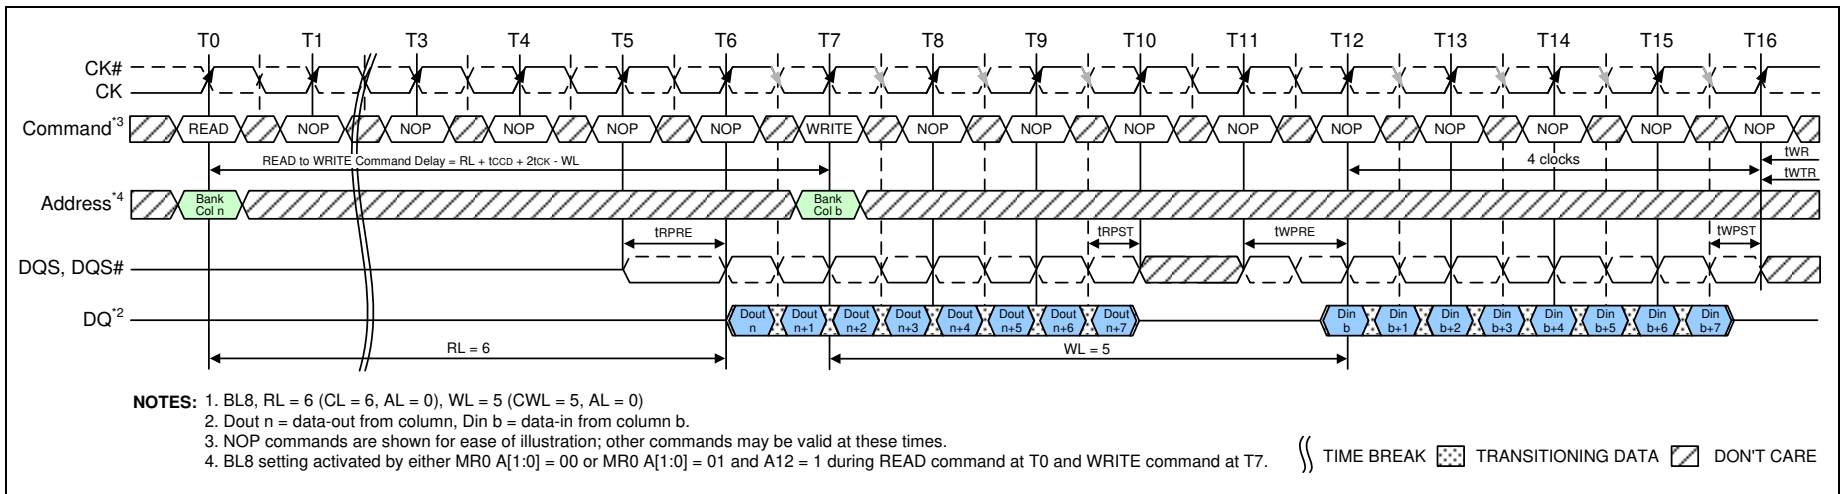 T0 T1 T3 T4 T5 T6 T7 T8 T9 T10 T11 T12 T13 T14 T15 T16
CK#
CK
Command*3 READ NOP NOP NOP NOP NOP WRITE NOP NOP NOP NOP NOP NOP NOP NOP NOP
READ to WRITE Command Delay = RL + tCCD + 2tCK - WL 4 clocks tWR
tWTR
Address*4 Bank Col n Bank Col b
tRPRE tRPST tWPRE tWPST
DQS, DQS#
DQ*2 Dout n Dout n+1 Dout n+2 Dout n+3 Dout n+4 Dout n+5 Dout n+6 Dout n+7 Din b Din b+1 Din b+2 Din b+3 Din b+4 Din b+5 Din b+6 Din b+7
RL = 6 WL = 5
NOTES: 1. BL8, RL = 6 (CL = 6, AL = 0), WL = 5 (CWL = 5, AL = 0)
2. Dout n = data-out from column, Din b = data-in from column b.
3. NOP commands are shown for ease of illustration; other commands may be valid at these times.
4. BL8 setting activated by either MR0 A[1:0] = 00 or MR0 A[1:0] = 01 and A12 = 1 during READ command at T0 and WRITE command at T7.
TIME BREAK TRANSITIONING DATA DON'T CARE